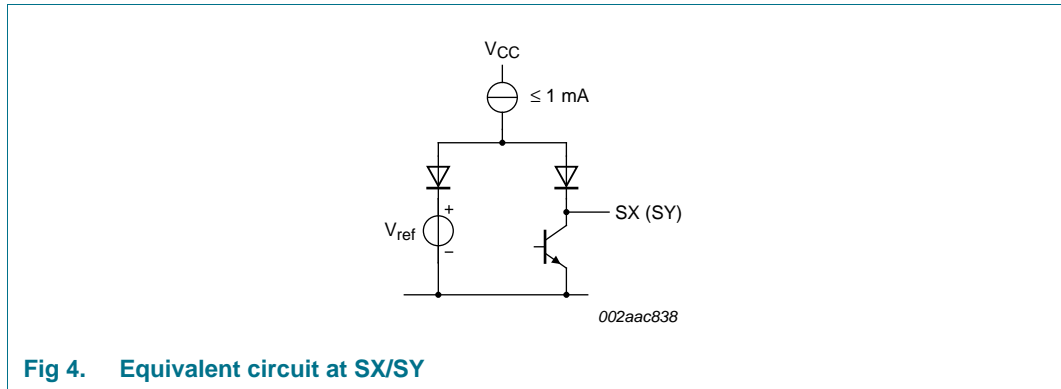 VCC
≤ 1 mA
+
SX (SY)
Vref
−
002aac838
Fig 4. Equivalent circuit at SX/SY